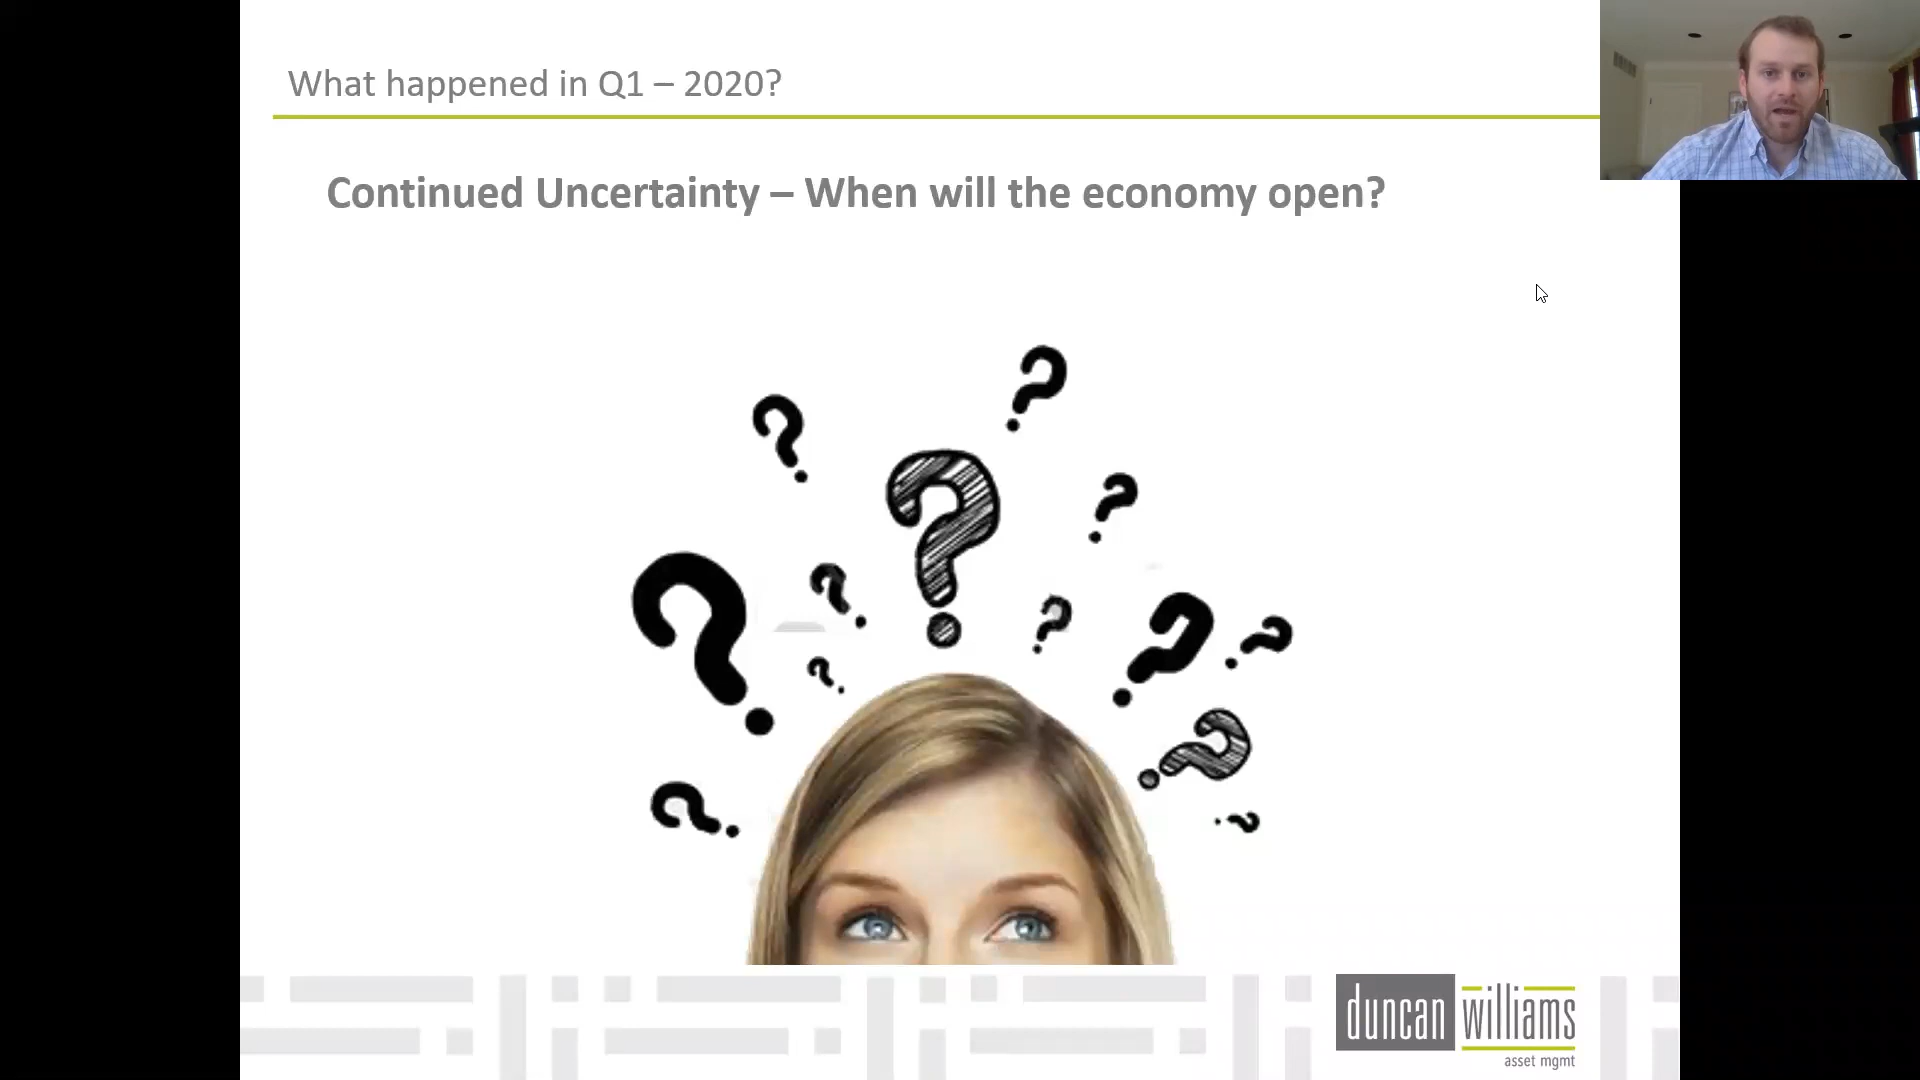 What happened in Q1 – 2020?
Continued Uncertainty – When will the economy open?
? ? ? ? ? ? ? ? ? ? ? ? ?
duncan williams
asset mgmt